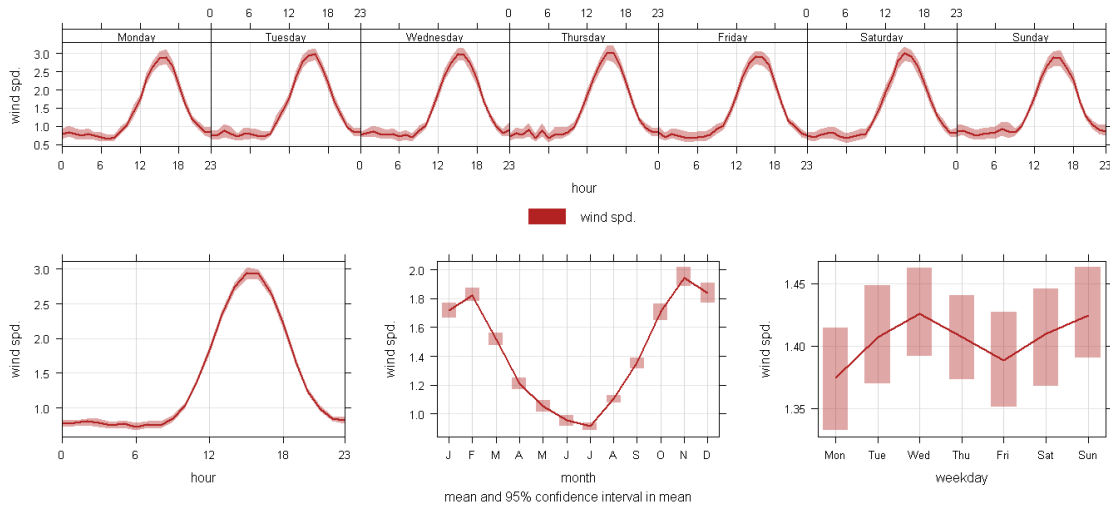 0 6 12 18 23 0 6 12 18 23 0 6 12 18 23
Monday Tuesday Wednesday Thursday Friday Saturday Sunday
wind spd.
3.0
2.5
2.0
1.5
1.0
0.5
0 6 12 18 23 0 6 12 18 23 0 6 12 18 23 0 6 12 18 23
hour
wind spd.
wind spd.
3.0
2.5
2.0
1.5
1.0
0 6 12 18 23
hour
wind spd.
2.0
1.8
1.6
1.4
1.2
1.0
J F M A M J J A S O N D
month
mean and 95% confidence interval in mean
wind spd.
1.45
1.40
1.35
Mon Tue Wed Thu Fri Sat Sun
weekday